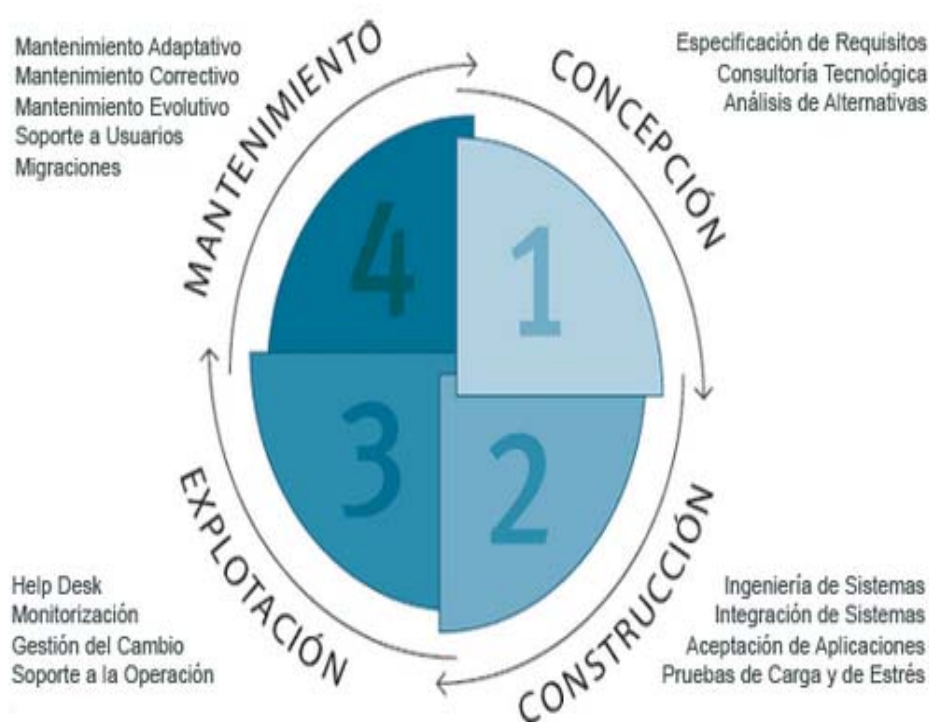 Mantenimiento Adaptativo
Mantenimiento Correctivo
Mantenimiento Evolutivo
Soporte a Usuarios
Migraciones
MANTENIMIENTO
CONCEPCIÓN
Especificación de Requisitos
Consultoría Tecnológica
Análisis de Alternativas
4
1
3
2
EXPLOTACIÓN
CONSTRUCCIÓN
Help Desk
Monitorización
Gestión del Cambio
Soporte a la Operación
Ingeniería de Sistemas
Integración de Sistemas
Aceptación de Aplicaciones
Pruebas de Carga y de Estrés